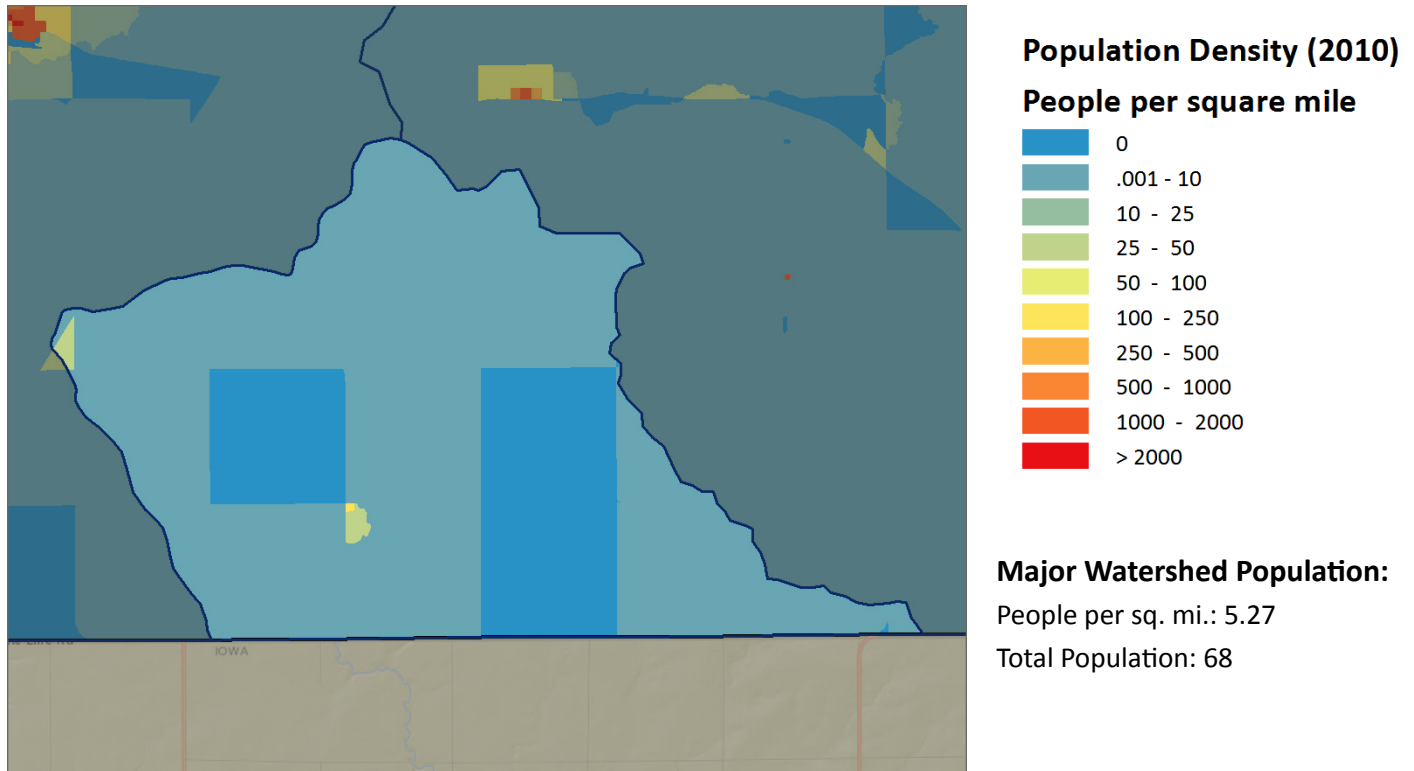 IOWA
Population Density (2010)
People per square mile
0
.001 - 10
10 - 25
25 - 50
50 - 100
100 - 250
250 - 500
500 - 1000
1000 - 2000
> 2000
Major Watershed Population:
People per sq. mi.: 5.27
Total Population: 68